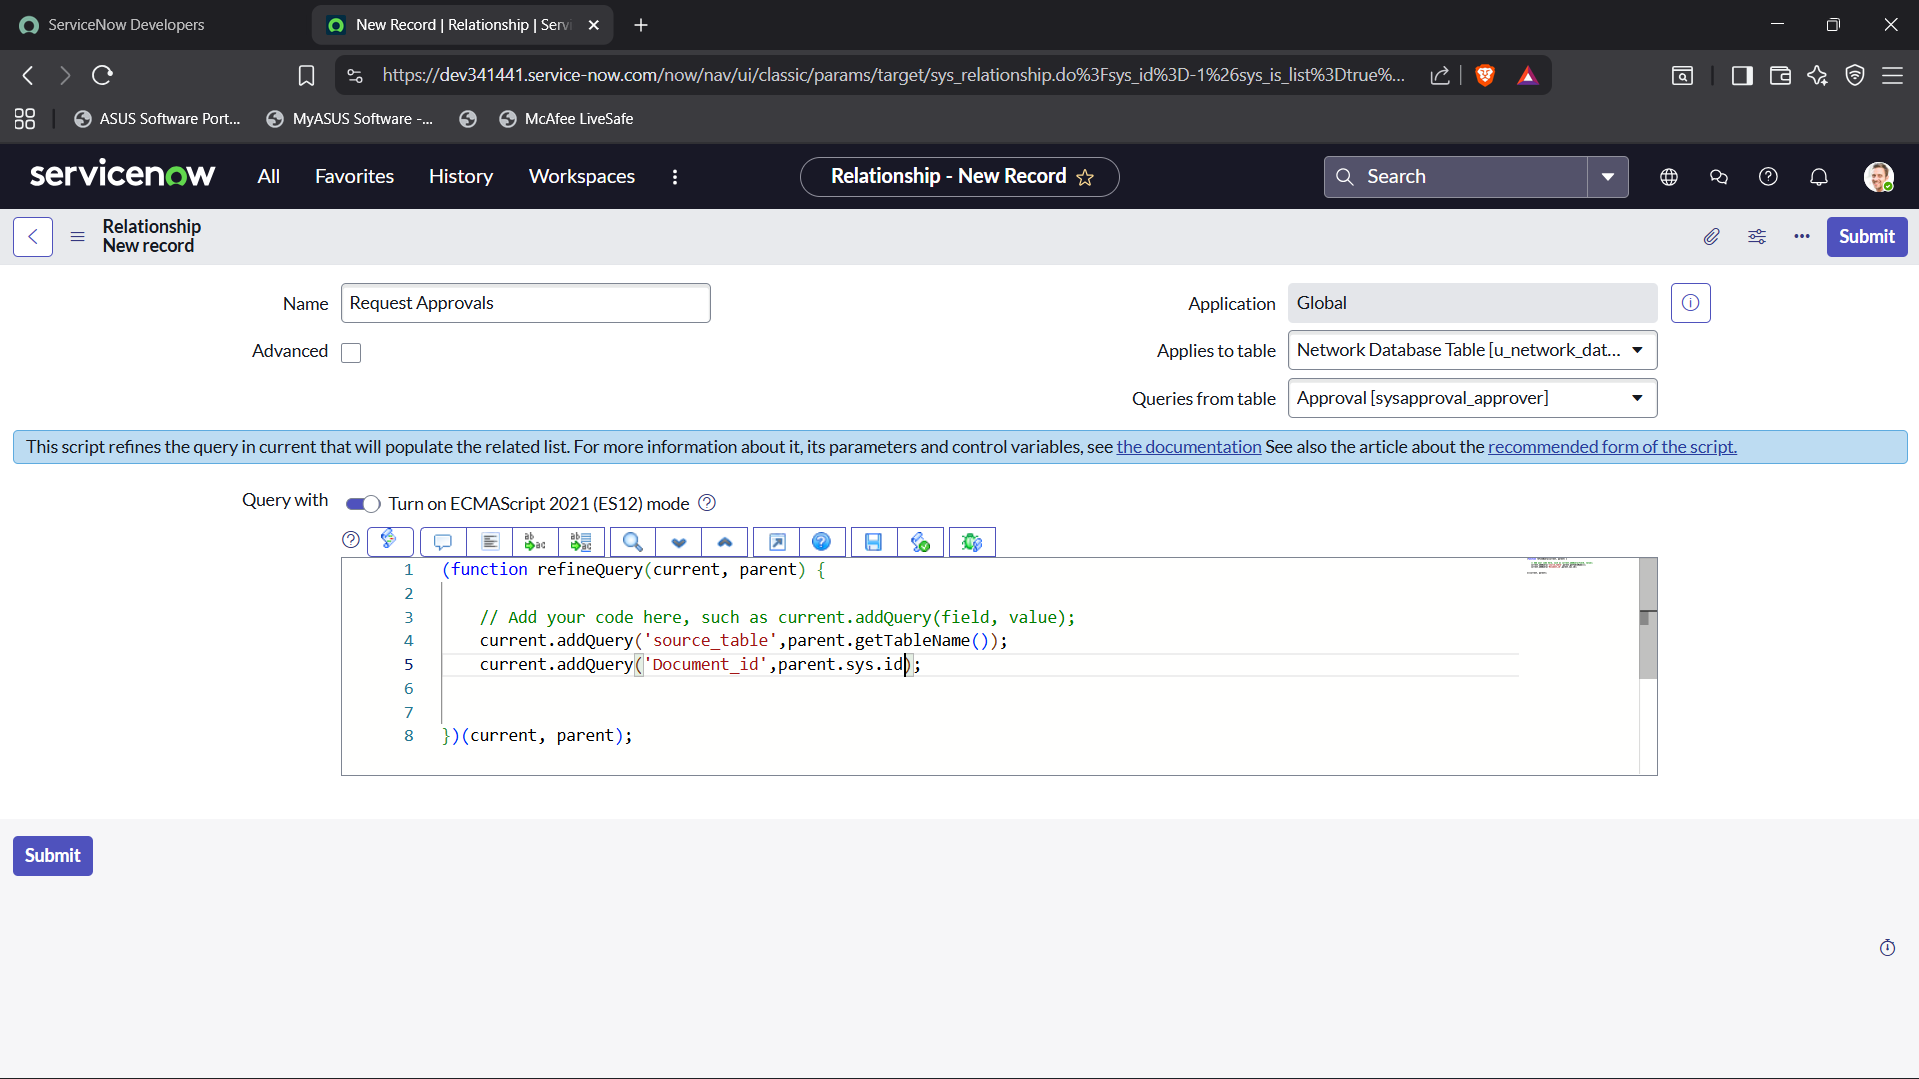 ServiceNow Developers
New Record | Relationship | Servi
https://dev341441.service-now.com/now/nav/ui/classic/params/target/sys_relationship.do%3Fsys_id%3D-1%26sys_is_list%3Dtrue%...
ASUS Software Port...
MyASUS Software -...
McAfee LiveSafe
servicenow
All
Favorites
History
Workspaces
Relationship - New Record
Search
Relationship
New record
Submit
Name
Request Approvals
Application
Global
Advanced
Applies to table
Network Database Table [u_network_dat...
Queries from table
Approval [sysapproval_approver]
This script refines the query in current that will populate the related list. For more information about it, its parameters and control variables, see the documentation See also the article about the recommended form of the script.
Query with
Turn on ECMAScript 2021 (ES12) mode
1 (function refineQuery(current, parent) {
2
3 // Add your code here, such as current.addQuery(field, value);
4 current.addQuery('source_table',parent.getTableName());
5 current.addQuery('Document_id',parent.sys.id);
6
7
8 })(current, parent);
Submit